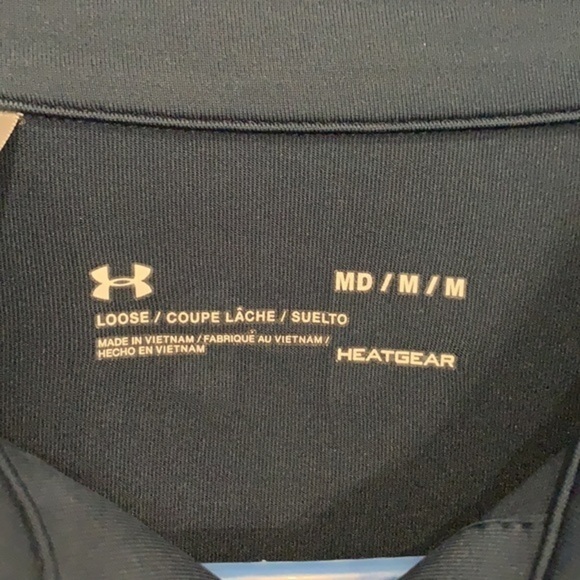 MD / M / M
LOOSE / COUPE LÂCHE / SUELTO
MADE IN VIETNAM / FABRIQUÉ AU VIETNAM /
HECHO EN VIETNAM
HEATGEAR